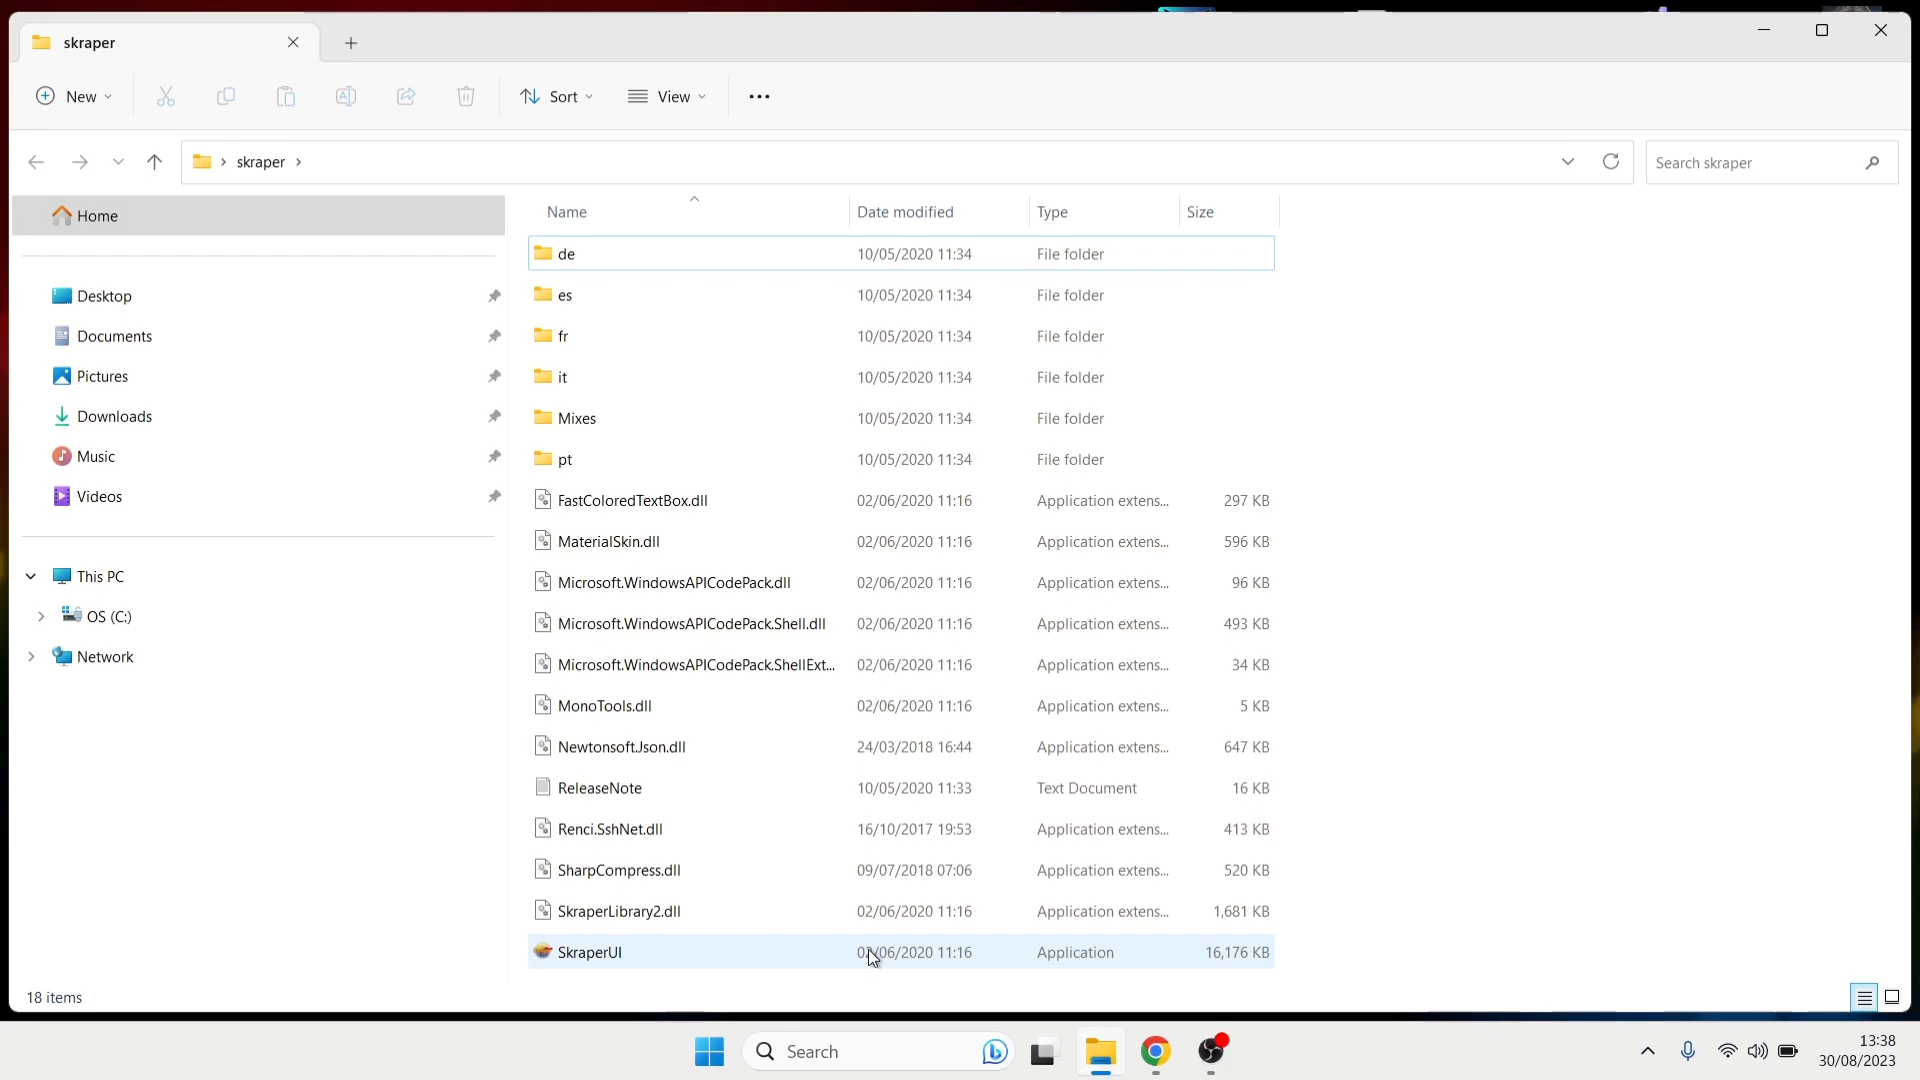 skraper
New
Sort
View
skraper
Search skraper
Home
Desktop
Documents
Pictures
Downloads
Music
Videos
This PC
OS (C:)
Network
Name Date modified Type Size
de 10/05/2020 11:34 File folder
es 10/05/2020 11:34 File folder
fr 10/05/2020 11:34 File folder
it 10/05/2020 11:34 File folder
Mixes 10/05/2020 11:34 File folder
pt 10/05/2020 11:34 File folder
FastColoredTextBox.dll 02/06/2020 11:16 Application extens... 297 KB
MaterialSkin.dll 02/06/2020 11:16 Application extens... 596 KB
Microsoft.WindowsAPICodePack.dll 02/06/2020 11:16 Application extens... 96 KB
Microsoft.WindowsAPICodePack.Shell.dll 02/06/2020 11:16 Application extens... 493 KB
Microsoft.WindowsAPICodePack.ShellExt... 02/06/2020 11:16 Application extens... 34 KB
MonoTools.dll 02/06/2020 11:16 Application extens... 5 KB
Newtonsoft.Json.dll 24/03/2018 16:44 Application extens... 647 KB
ReleaseNote 10/05/2020 11:33 Text Document 16 KB
Renci.SshNet.dll 16/10/2017 19:53 Application extens... 413 KB
SharpCompress.dll 09/07/2018 07:06 Application extens... 520 KB
SkraperLibrary2.dll 02/06/2020 11:16 Application extens... 1,681 KB
SkraperUI 02/06/2020 11:16 Application 16,176 KB
18 items
Search
13:38
30/08/2023